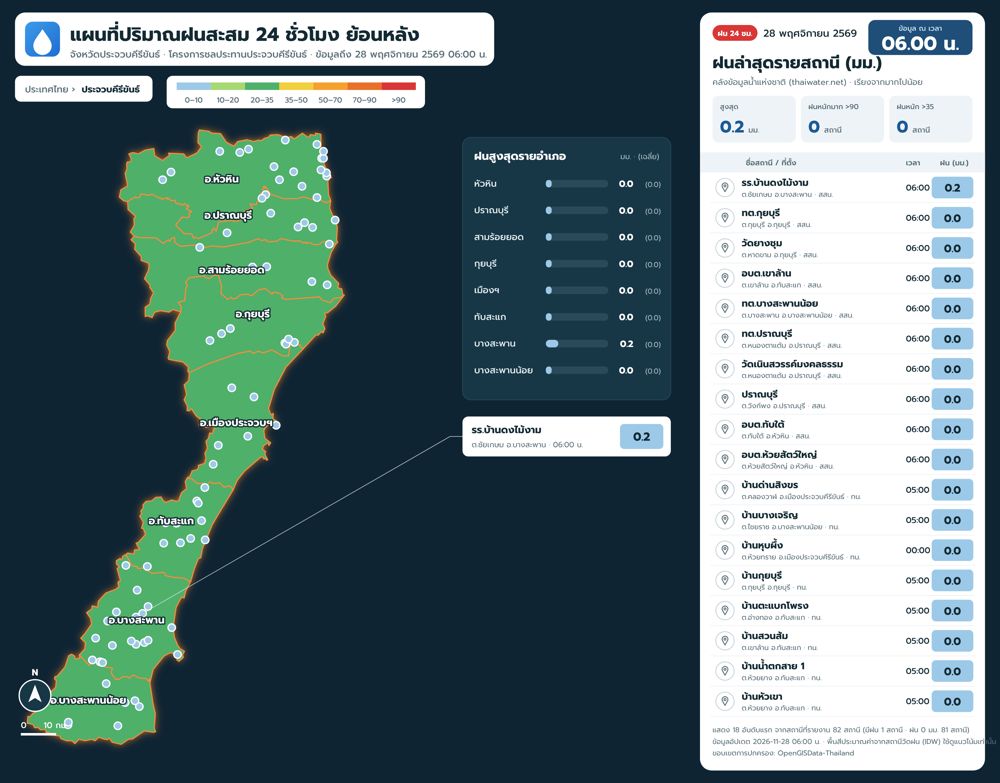 แผนที่ปริมาณฝนสะสม 24 ชั่วโมง ย้อนหลัง
จังหวัดประจวบคีรีขันธ์ · โครงการชลประทานประจวบคีรีขันธ์ · ข้อมูลถึง 28 พฤศจิกายน 2569 06:00 น.
ประเทศไทย › ประจวบคีรีขันธ์
0–10 10–20 20–35 35–50 50–70 70–90 >90
อ.หัวหิน
อ.ปราณบุรี
อ.สามร้อยยอด
อ.กุยบุรี
อ.เมืองประจวบฯ
อ.ทับสะแก
อ.บางสะพาน
อ.บางสะพานน้อย
N
0 10 กม.
ฝนสูงสุดรายอำเภอ มม. · (เฉลี่ย)
หัวหิน 0.0 (0.0)
ปราณบุรี 0.0 (0.0)
สามร้อยยอด 0.0 (0.0)
กุยบุรี 0.0 (0.0)
เมืองฯ 0.0 (0.0)
ทับสะแก 0.0 (0.0)
บางสะพาน 0.2 (0.0)
บางสะพานน้อย 0.0 (0.0)
รร.บ้านดงไม้งาม 0.2
ต.ชัยเกษม อ.บางสะพาน · 06:00 น.
ฝน 24 ชม. 28 พฤศจิกายน 2569
ข้อมูล ณ เวลา
06.00 น.
ฝนล่าสุดรายสถานี (มม.)
คลังข้อมูลน้ำแห่งชาติ (thaiwater.net) · เรียงจากมากไปน้อย
สูงสุด ฝนหนักมาก >90 ฝนหนัก >35
0.2 มม. 0 สถานี 0 สถานี
ชื่อสถานี / ที่ตั้ง เวลา ฝน (มม.)
รร.บ้านดงไม้งาม 06:00 0.2
ต.ชัยเกษม อ.บางสะพาน · สสน.
ทต.กุยบุรี 06:00 0.0
ต.กุยบุรี อ.กุยบุรี · สสน.
วัดยางชุม 06:00 0.0
ต.หาดขาม อ.กุยบุรี · สสน.
อบต.เขาล้าน 06:00 0.0
ต.เขาล้าน อ.ทับสะแก · สสน.
ทต.บางสะพานน้อย 06:00 0.0
ต.บางสะพาน อ.บางสะพานน้อย · สสน.
ทต.ปราณบุรี 06:00 0.0
ต.หนองตาแต้ม อ.ปราณบุรี · สสน.
วัดเนินสวรรค์มงคลธรรม 06:00 0.0
ต.หนองตาแต้ม อ.ปราณบุรี · สสน.
ปราณบุรี 06:00 0.0
ต.วังก์พง อ.ปราณบุรี · สสน.
อบต.ทับใต้ 06:00 0.0
ต.ทับใต้ อ.หัวหิน · สสน.
อบต.ห้วยสัตว์ใหญ่ 06:00 0.0
ต.ห้วยสัตว์ใหญ่ อ.หัวหิน · สสน.
บ้านด่านสิงขร 05:00 0.0
ต.คลองวาฬ อ.เมืองประจวบคีรีขันธ์ · ทน.
บ้านบางเจริญ 05:00 0.0
ต.ไชยราช อ.บางสะพานน้อย · ทน.
บ้านหุบผึ้ง 00:00 0.0
ต.ห้วยทราย อ.เมืองประจวบคีรีขันธ์ · ทน.
บ้านกุยบุรี 05:00 0.0
ต.กุยบุรี อ.กุยบุรี · ทน.
บ้านตะแบกโพรง 05:00 0.0
ต.อ่างทอง อ.ทับสะแก · ทน.
บ้านสวนส้ม 05:00 0.0
ต.เขาล้าน อ.ทับสะแก · ทน.
บ้านน้ำตกสาย 1 05:00 0.0
ต.ห้วยยาง อ.ทับสะแก · ทน.
บ้านหัวเขา 05:00 0.0
ต.ห้วยยาง อ.ทับสะแก · ทน.
แสดง 18 อันดับแรก จากสถานีที่รายงาน 82 สถานี (มีฝน 1 สถานี · ฝน 0 มม. 81 สถานี)
ข้อมูลอัปเดต 2026-11-28 06:00 น. · พื้นสีประมาณค่าจากสถานีวัดฝน (IDW) ใช้ดูแนวโน้มเท่านั้น
ขอบเขตการปกครอง: OpenGISData-Thailand